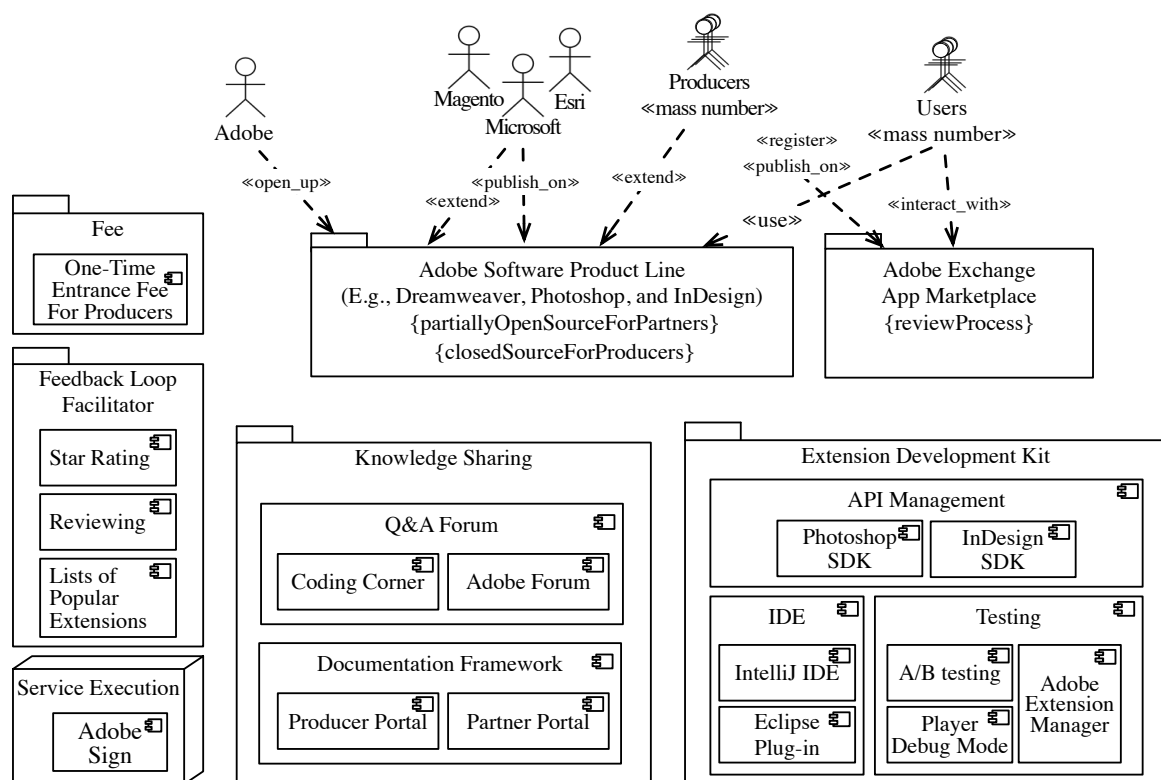 Magento
Esri
Microsoft
Adobe
Producers
«mass number»
Users
«mass number»
«open_up»
«extend»
«publish_on»
«extend»
«register»
«publish_on»
«use»
«interact_with»
Fee
One-Time
Entrance Fee
For Producers
Adobe Software Product Line
(E.g., Dreamweaver, Photoshop, and InDesign)
{partiallyOpenSourceForPartners}
{closedSourceForProducers}
Adobe Exchange
App Marketplace
{reviewProcess}
Feedback Loop
Facilitator
Star Rating
Reviewing
Lists of
Popular
Extensions
Service Execution
Adobe
Sign
Knowledge Sharing
Q&A Forum
Coding Corner
Adobe Forum
Documentation Framework
Producer Portal
Partner Portal
Extension Development Kit
API Management
Photoshop
SDK
InDesign
SDK
IDE
IntelliJ IDE
Eclipse
Plug-in
Testing
A/B testing
Player
Debug Mode
Adobe
Extension
Manager